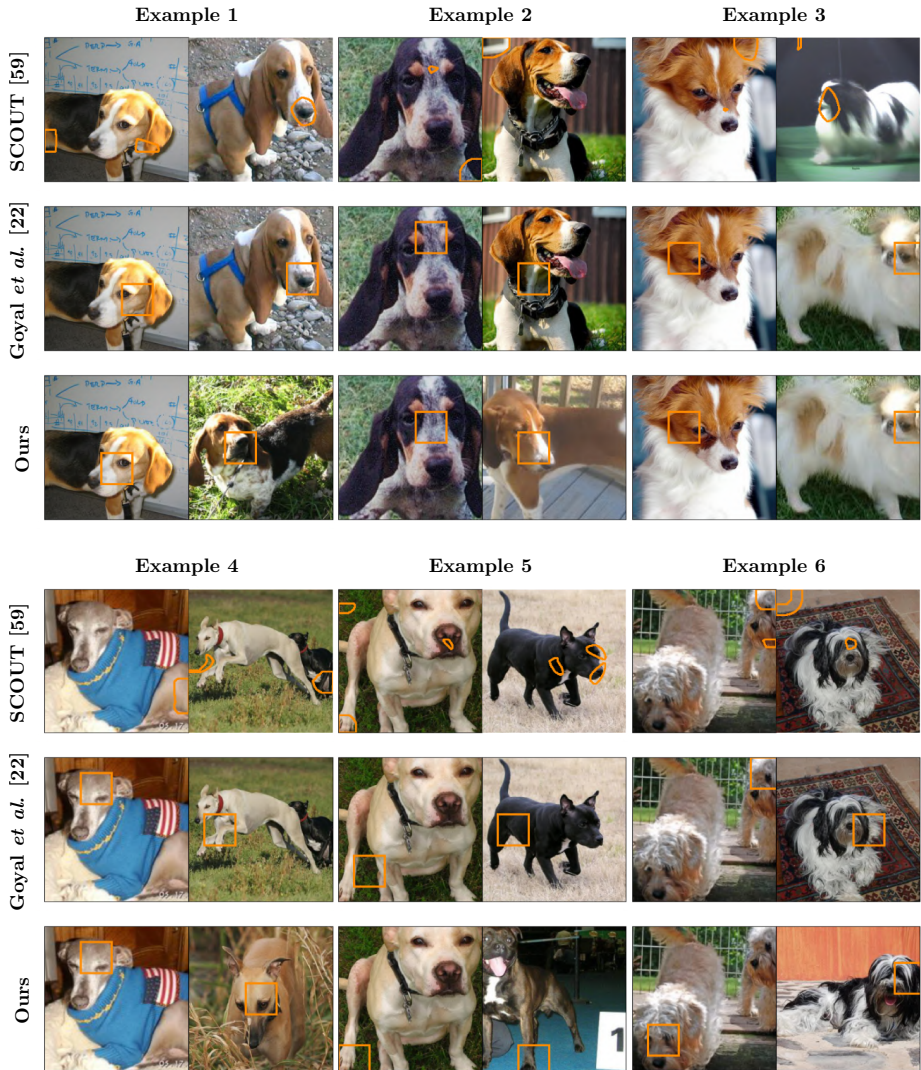 Example 1
Example 2
Example 3
SCOUT [59]
Goyal et al. [22]
Ours
Example 4
Example 5
Example 6
SCOUT [59]
Goyal et al. [22]
Ours
1